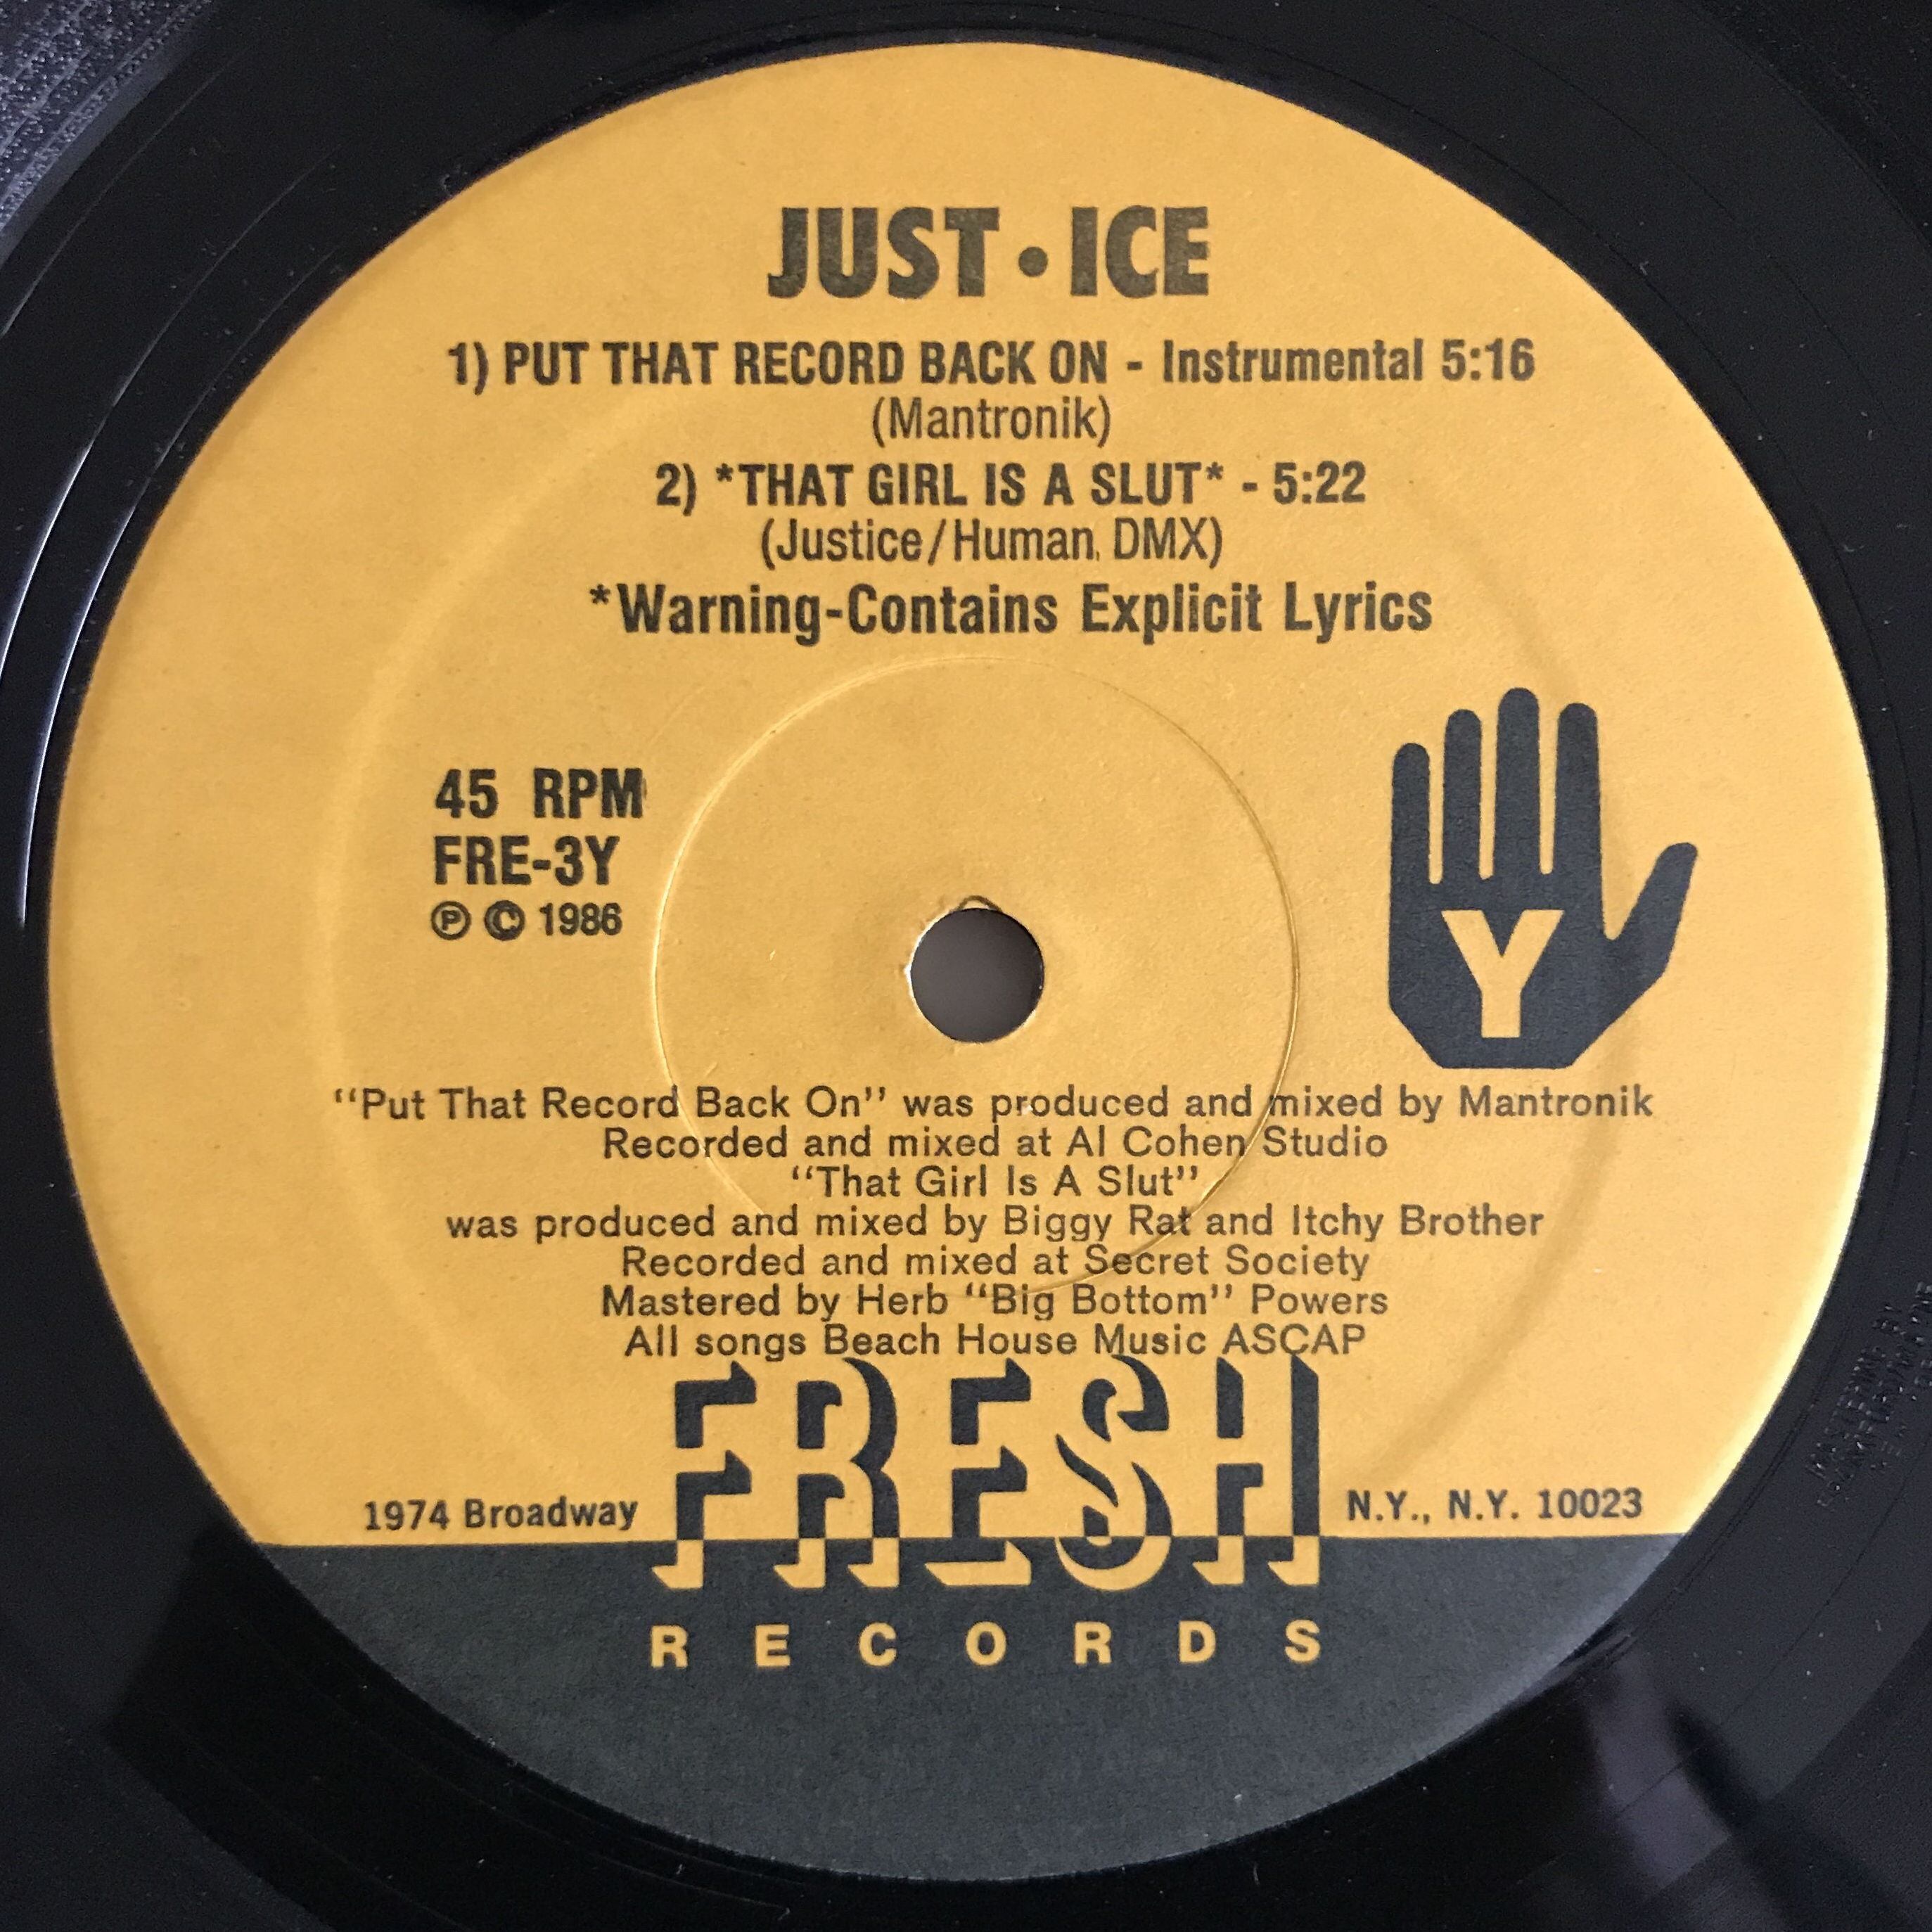 JUST • ICE
1) PUT THAT RECORD BACK ON - Instrumental 5:16
(Mantronik)
2) *THAT GIRL IS A SLUT* - 5:22
(Justice/Human DMX)
*Warning-Contains Explicit Lyrics
45 RPM
FRE-3Y
Ⓟ © 1986
Y
“Put That Record Back On” was produced and mixed by Mantronik
Recorded and mixed at Al Cohen Studio
“That Girl Is A Slut”
was produced and mixed by Biggy Rat and Itchy Brother
Recorded and mixed at Secret Society
Mastered by Herb “Big Bottom” Powers
All songs Beach House Music ASCAP
FRESH
1974 Broadway
N.Y., N.Y. 10023
RECORDS